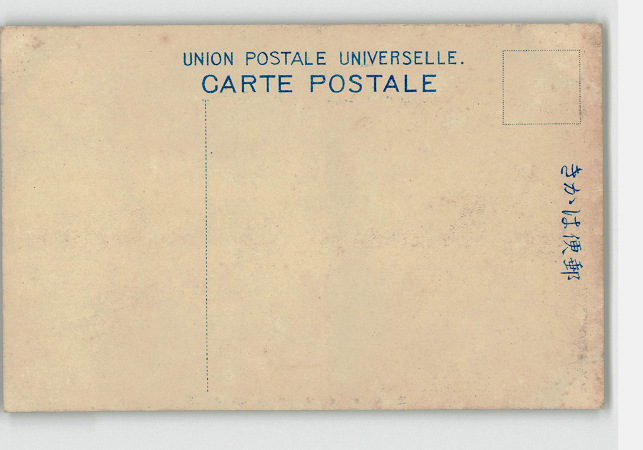 UNION POSTALE UNIVERSELLE.
CARTE POSTALE
きかは便郵